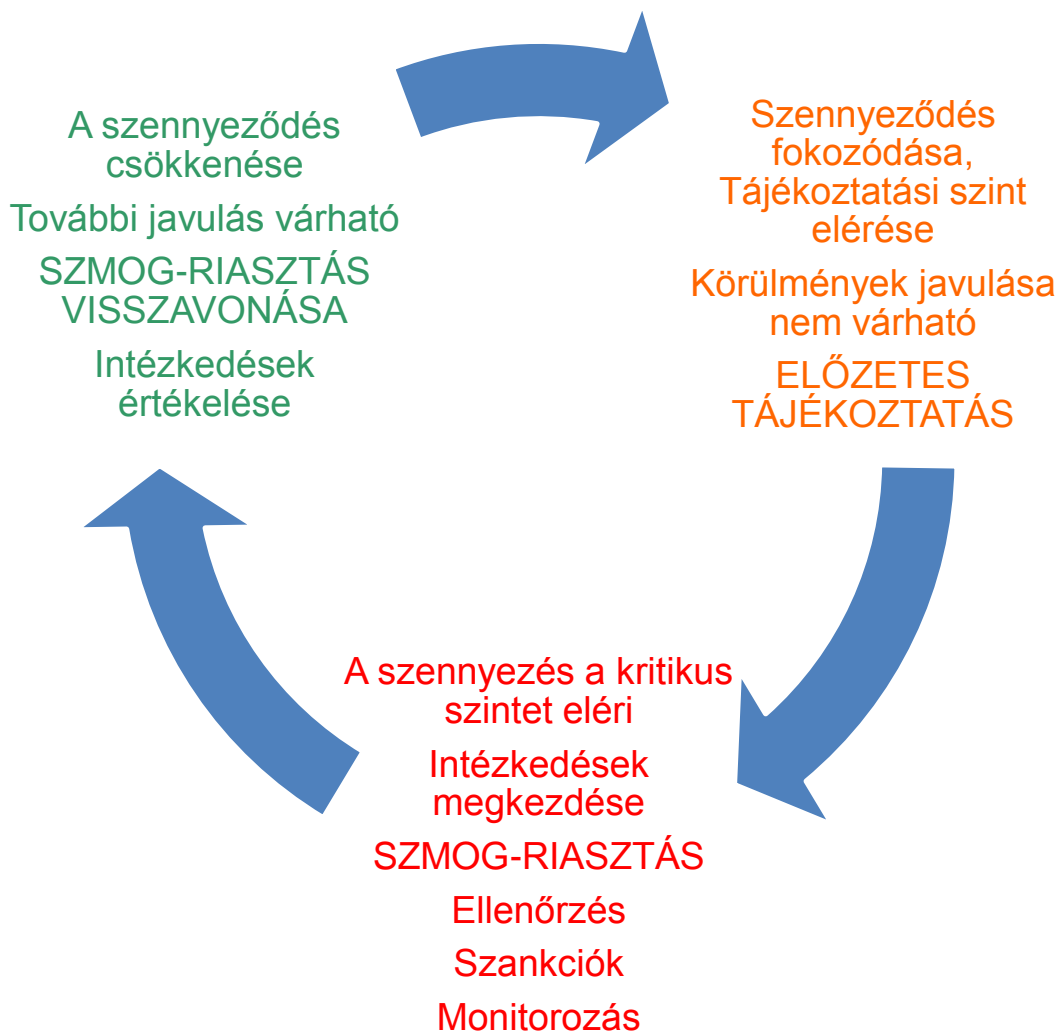 A szennyeződés
csökkenése
További javulás várható
SZMOG-RIASZTÁS
VISSZAVONÁSA
Intézkedések
értékelése
Szennyeződés
fokozódása,
Tájékoztatási szint
elérése
Körülmények javulása
nem várható
ELŐZETES
TÁJÉKOZTATÁS
A szennyezés a kritikus
szintet eléri
Intézkedések
megkezdése
SZMOG-RIASZTÁS
Ellenőrzés
Szankciók
Monitorozás